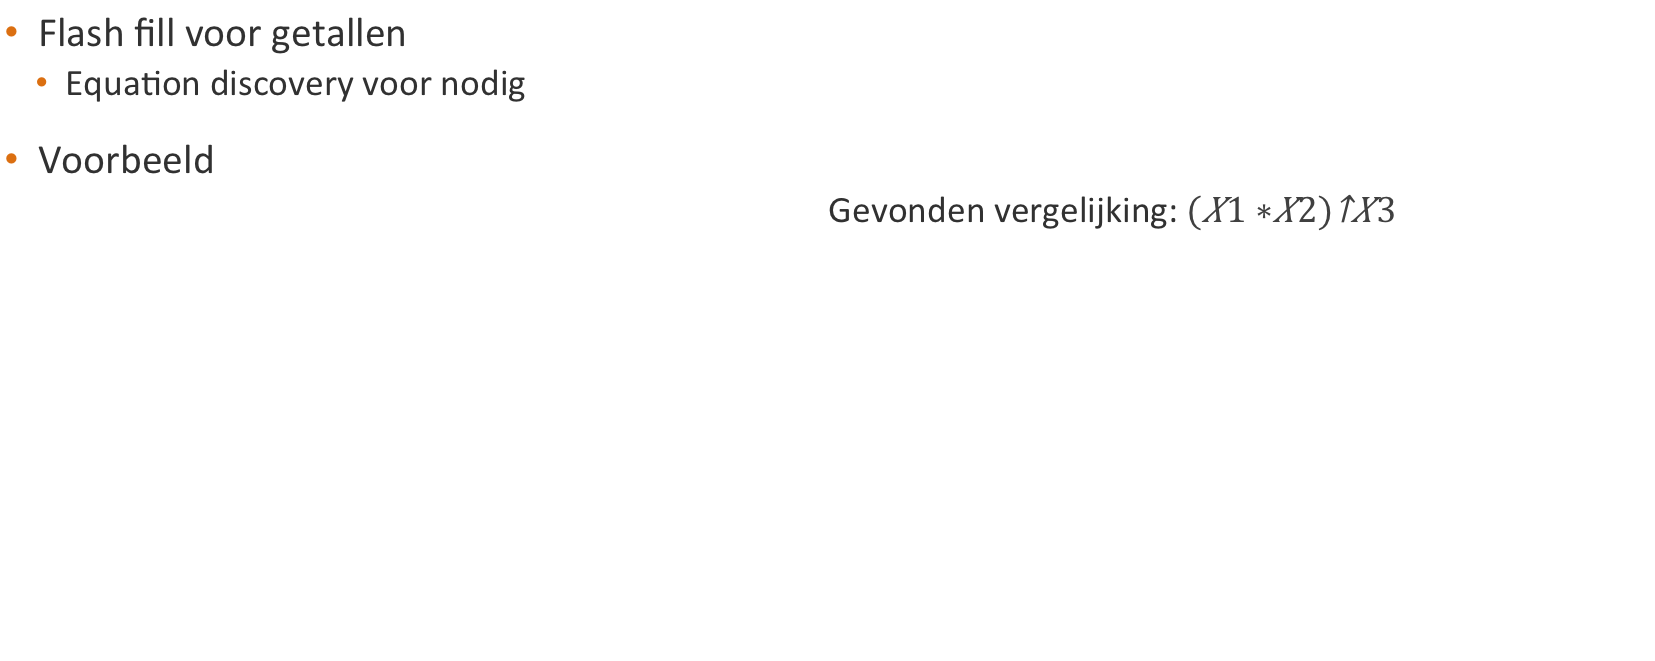 • Flash fill voor getallen
• Equation discovery voor nodig
• Voorbeeld
Gevonden vergelijking: (X1 ∗X2)↑X3